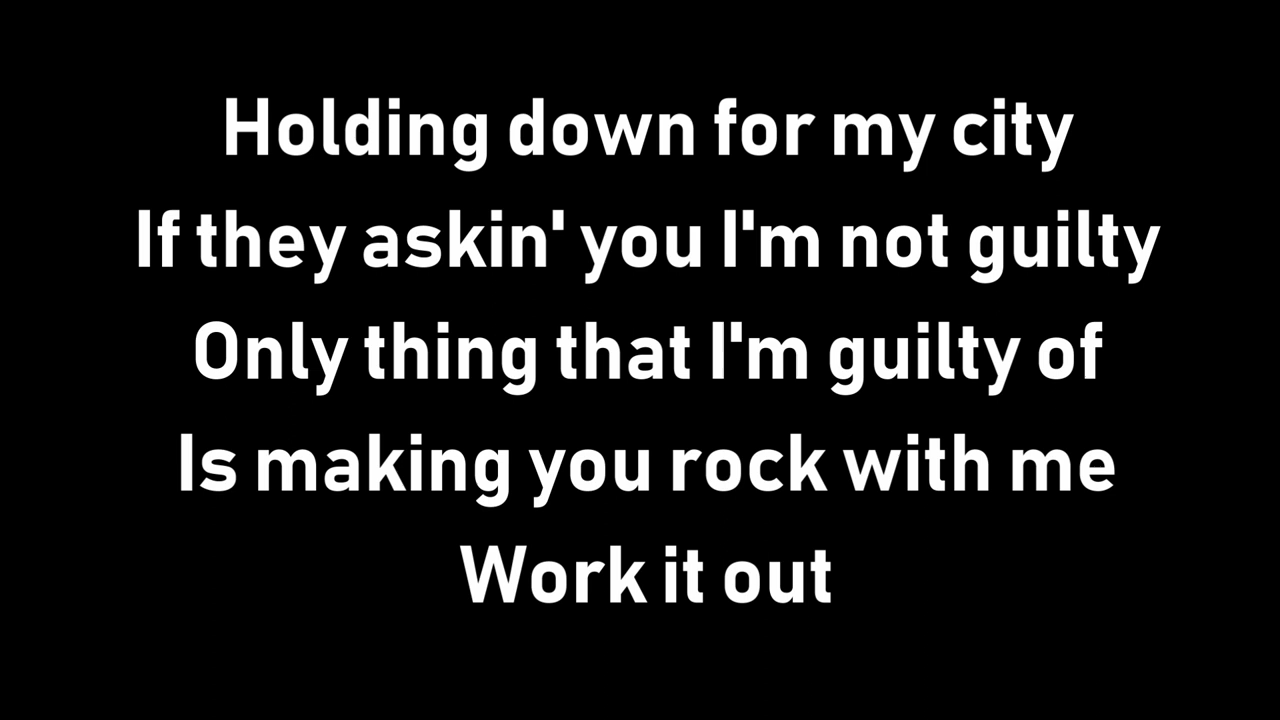 Holding down for my city
If they askin' you I'm not guilty
Only thing that I'm guilty of
Is making you rock with me
Work it out